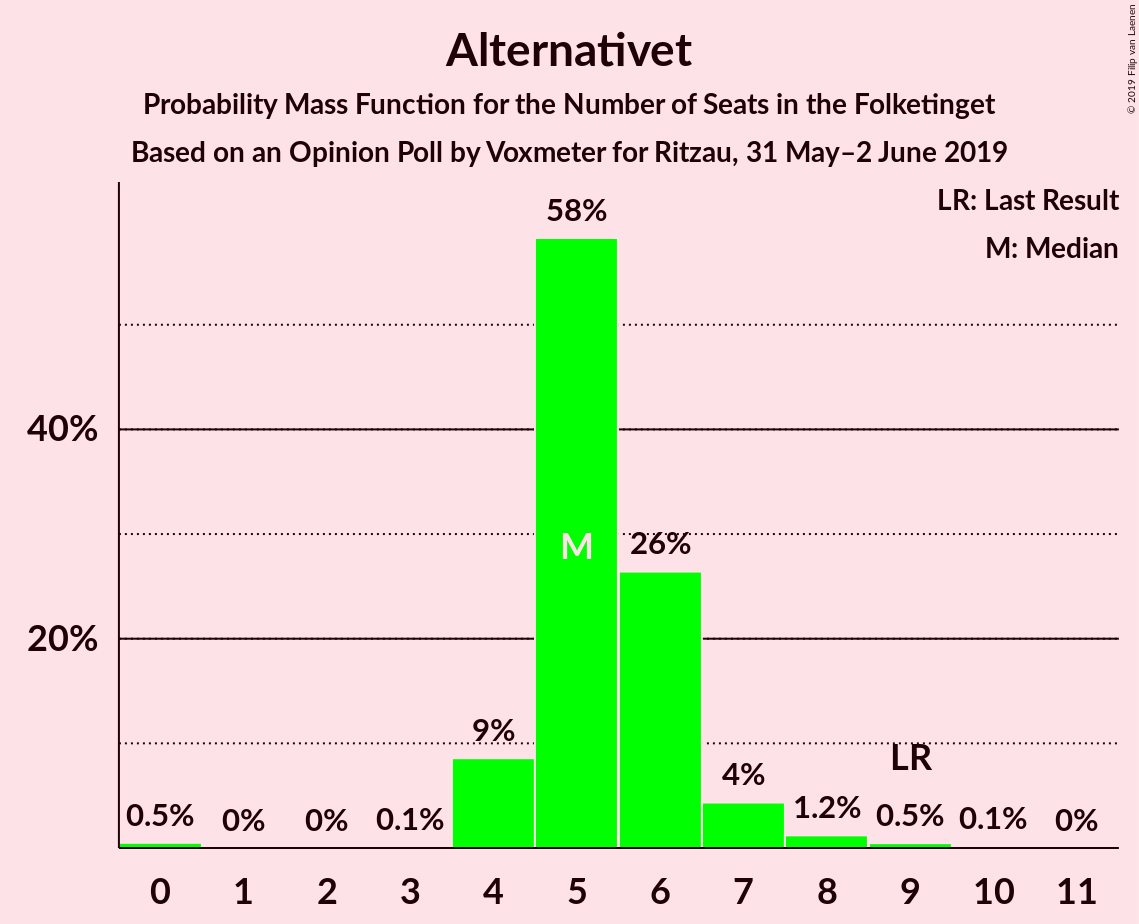 Alternativet
Probability Mass Function for the Number of Seats in the Folketinget
Based on an Opinion Poll by Voxmeter for Ritzau, 31 May–2 June 2019
© 2019 Filip van Laenen
LR: Last Result
M: Median
58%
40%
M
26%
20%
9%
LR
4%
0.5% 0% 0% 0.1% 1.2% 0.5% 0.1% 0%
0 1 2 3 4 5 6 7 8 9 10 11